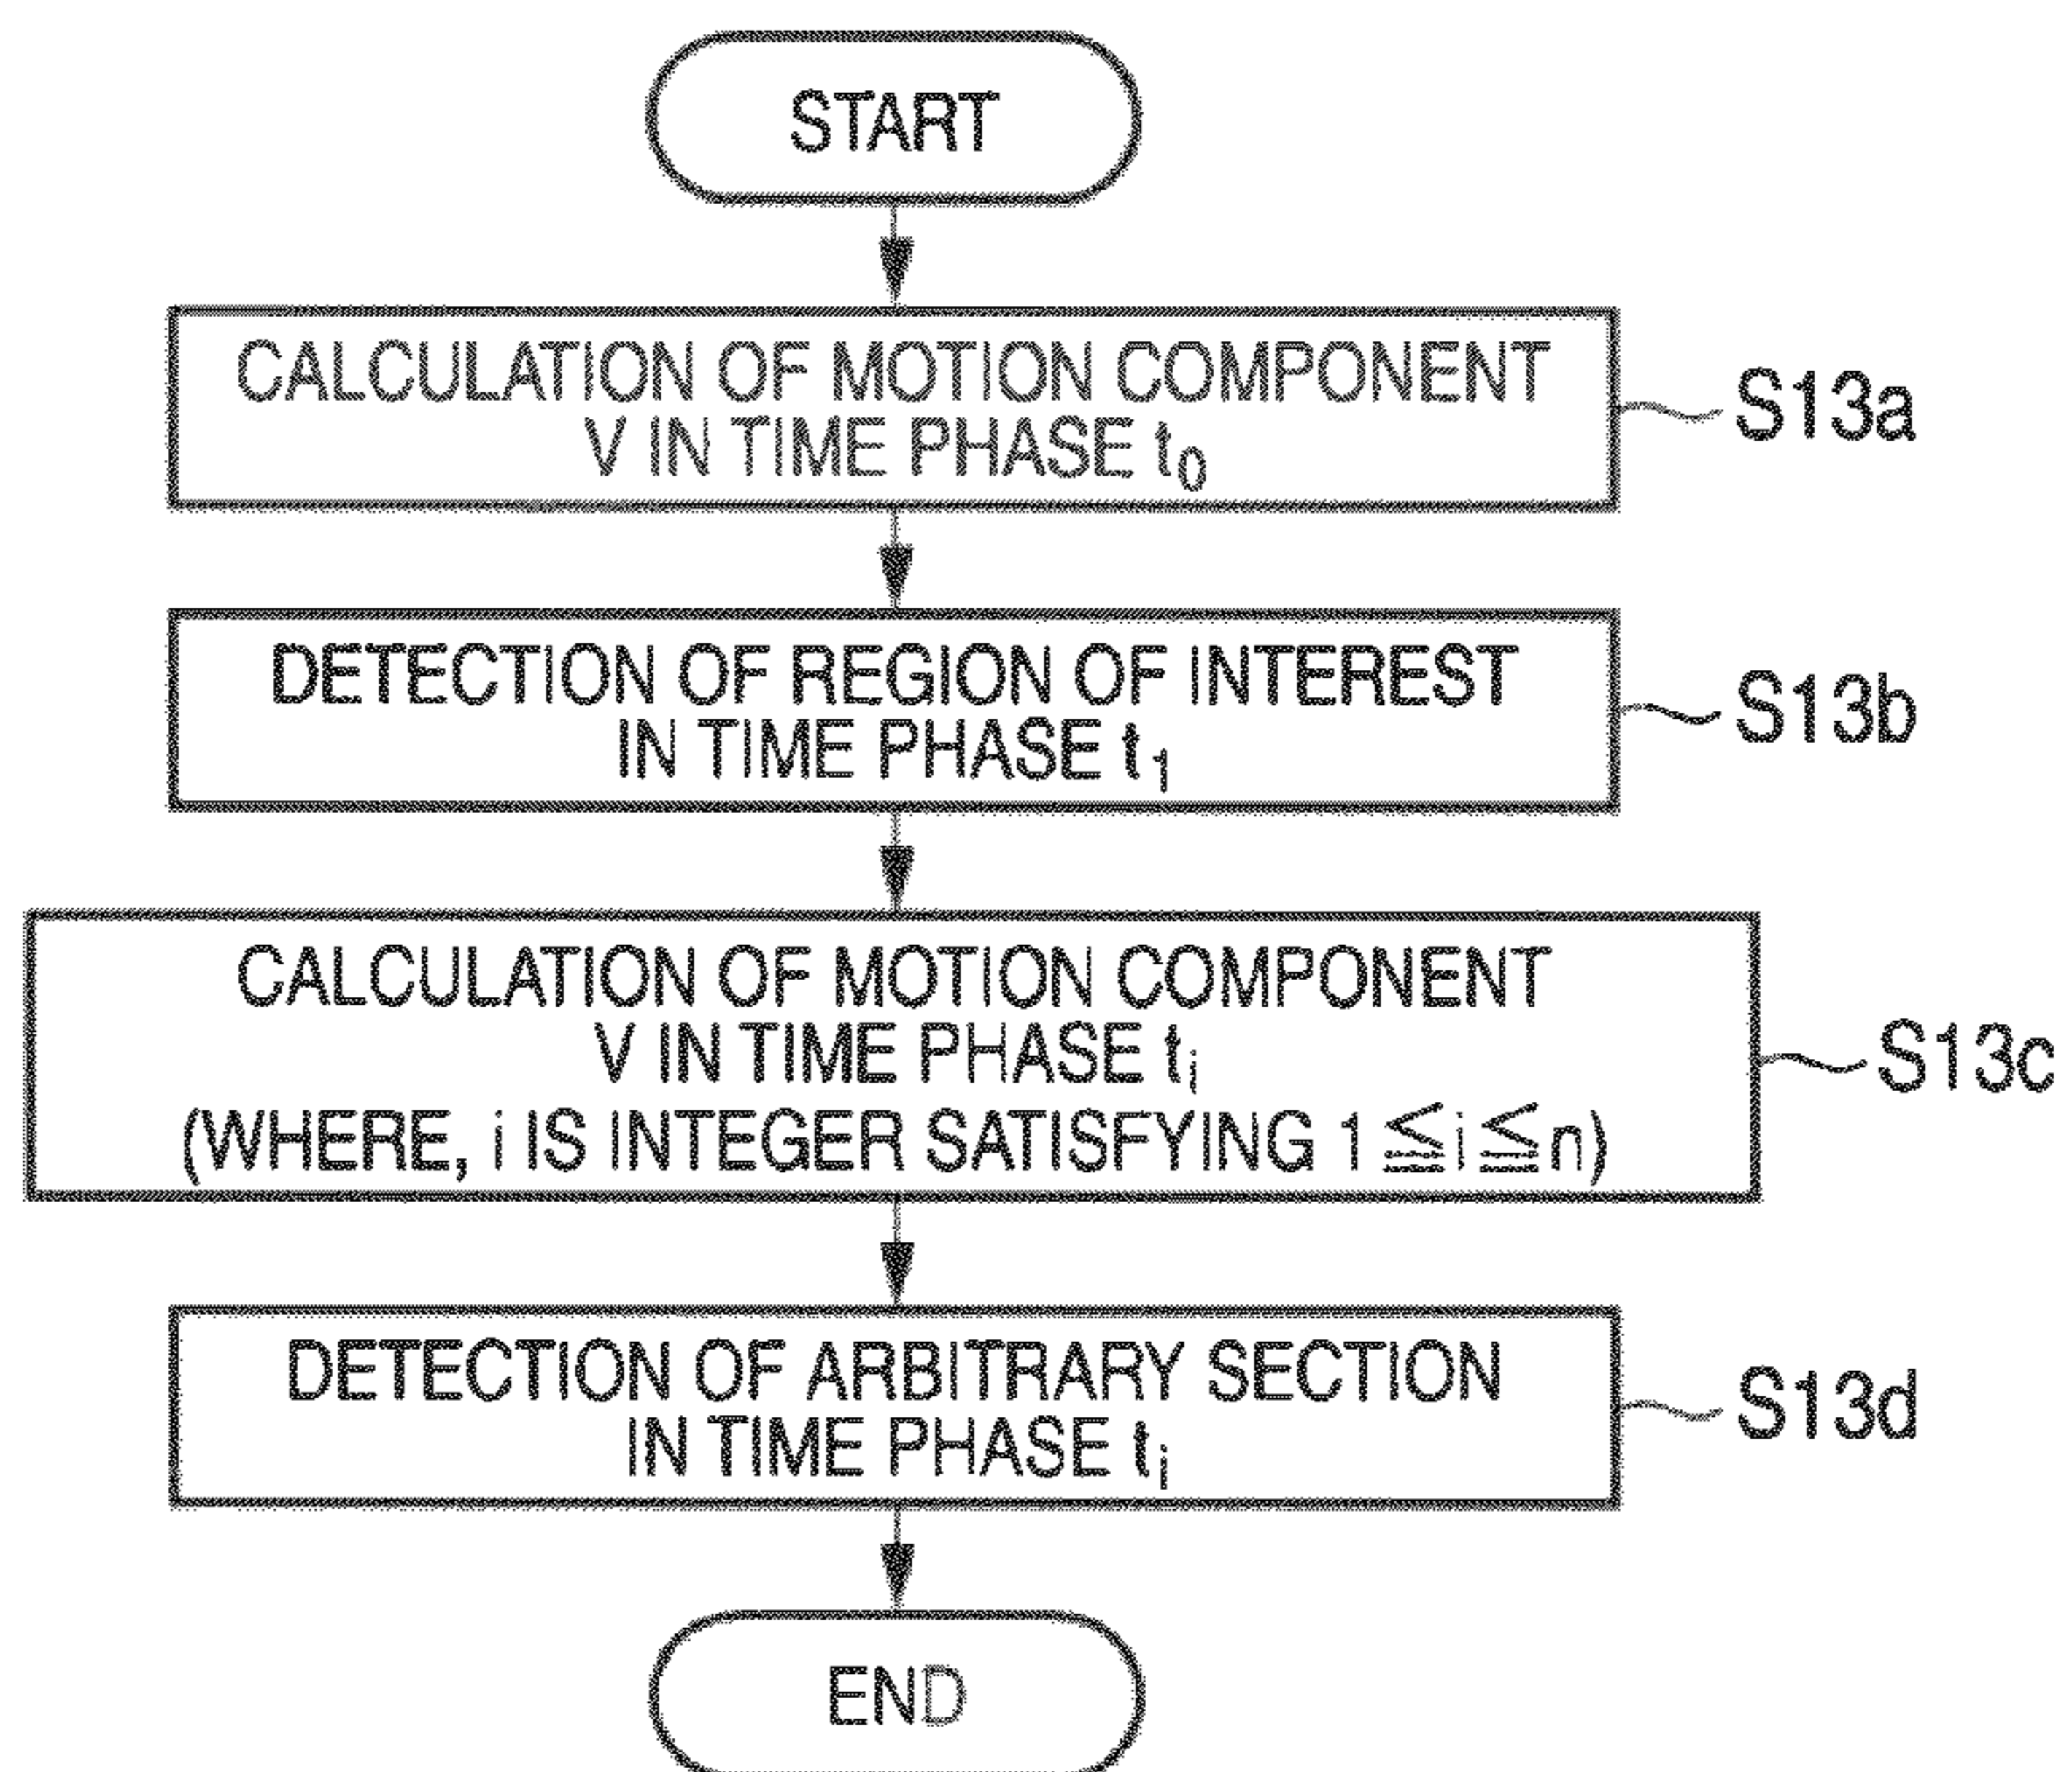 START
CALCULATION OF MOTION COMPONENT
V IN TIME PHASE t₀
S13a
DETECTION OF REGION OF INTEREST
IN TIME PHASE t₁
S13b
CALCULATION OF MOTION COMPONENT
V IN TIME PHASE tᵢ
(WHERE, i IS INTEGER SATISFYING 1≦i≦n)
S13c
DETECTION OF ARBITRARY SECTION
IN TIME PHASE tᵢ
S13d
END